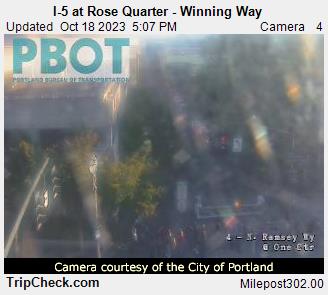 I-5 at Rose Quarter - Winning Way
Updated Oct 18 2023 5:07 PM Camera 4
PBOT
PORTLAND BUREAU OF TRANSPORTATION
4 - N. Ramsey Wy
@ One Ctr
Camera courtesy of the City of Portland
TripCheck.com Milepost302.00